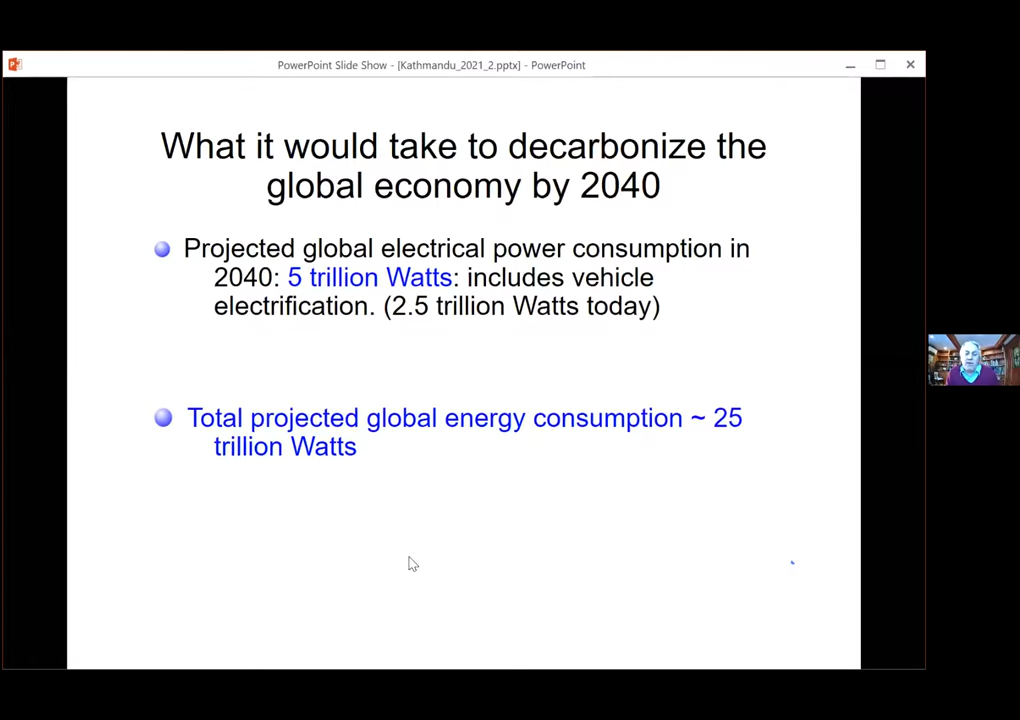 PowerPoint Slide Show - [Kathmandu_2021_2.pptx] - PowerPoint
What it would take to decarbonize the
global economy by 2040
Projected global electrical power consumption in
2040: 5 trillion Watts: includes vehicle
electrification. (2.5 trillion Watts today)
Total projected global energy consumption ~ 25
trillion Watts